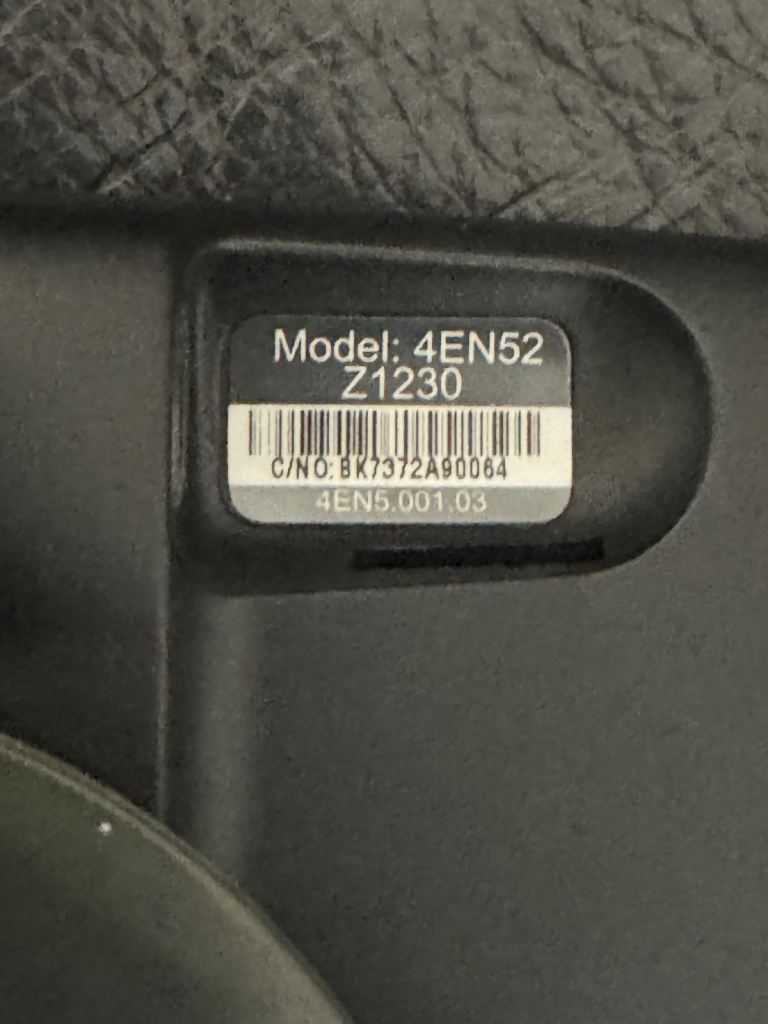 Model: 4EN52
Z1230
C/NO: BK7372A90064
4EN5.001.03